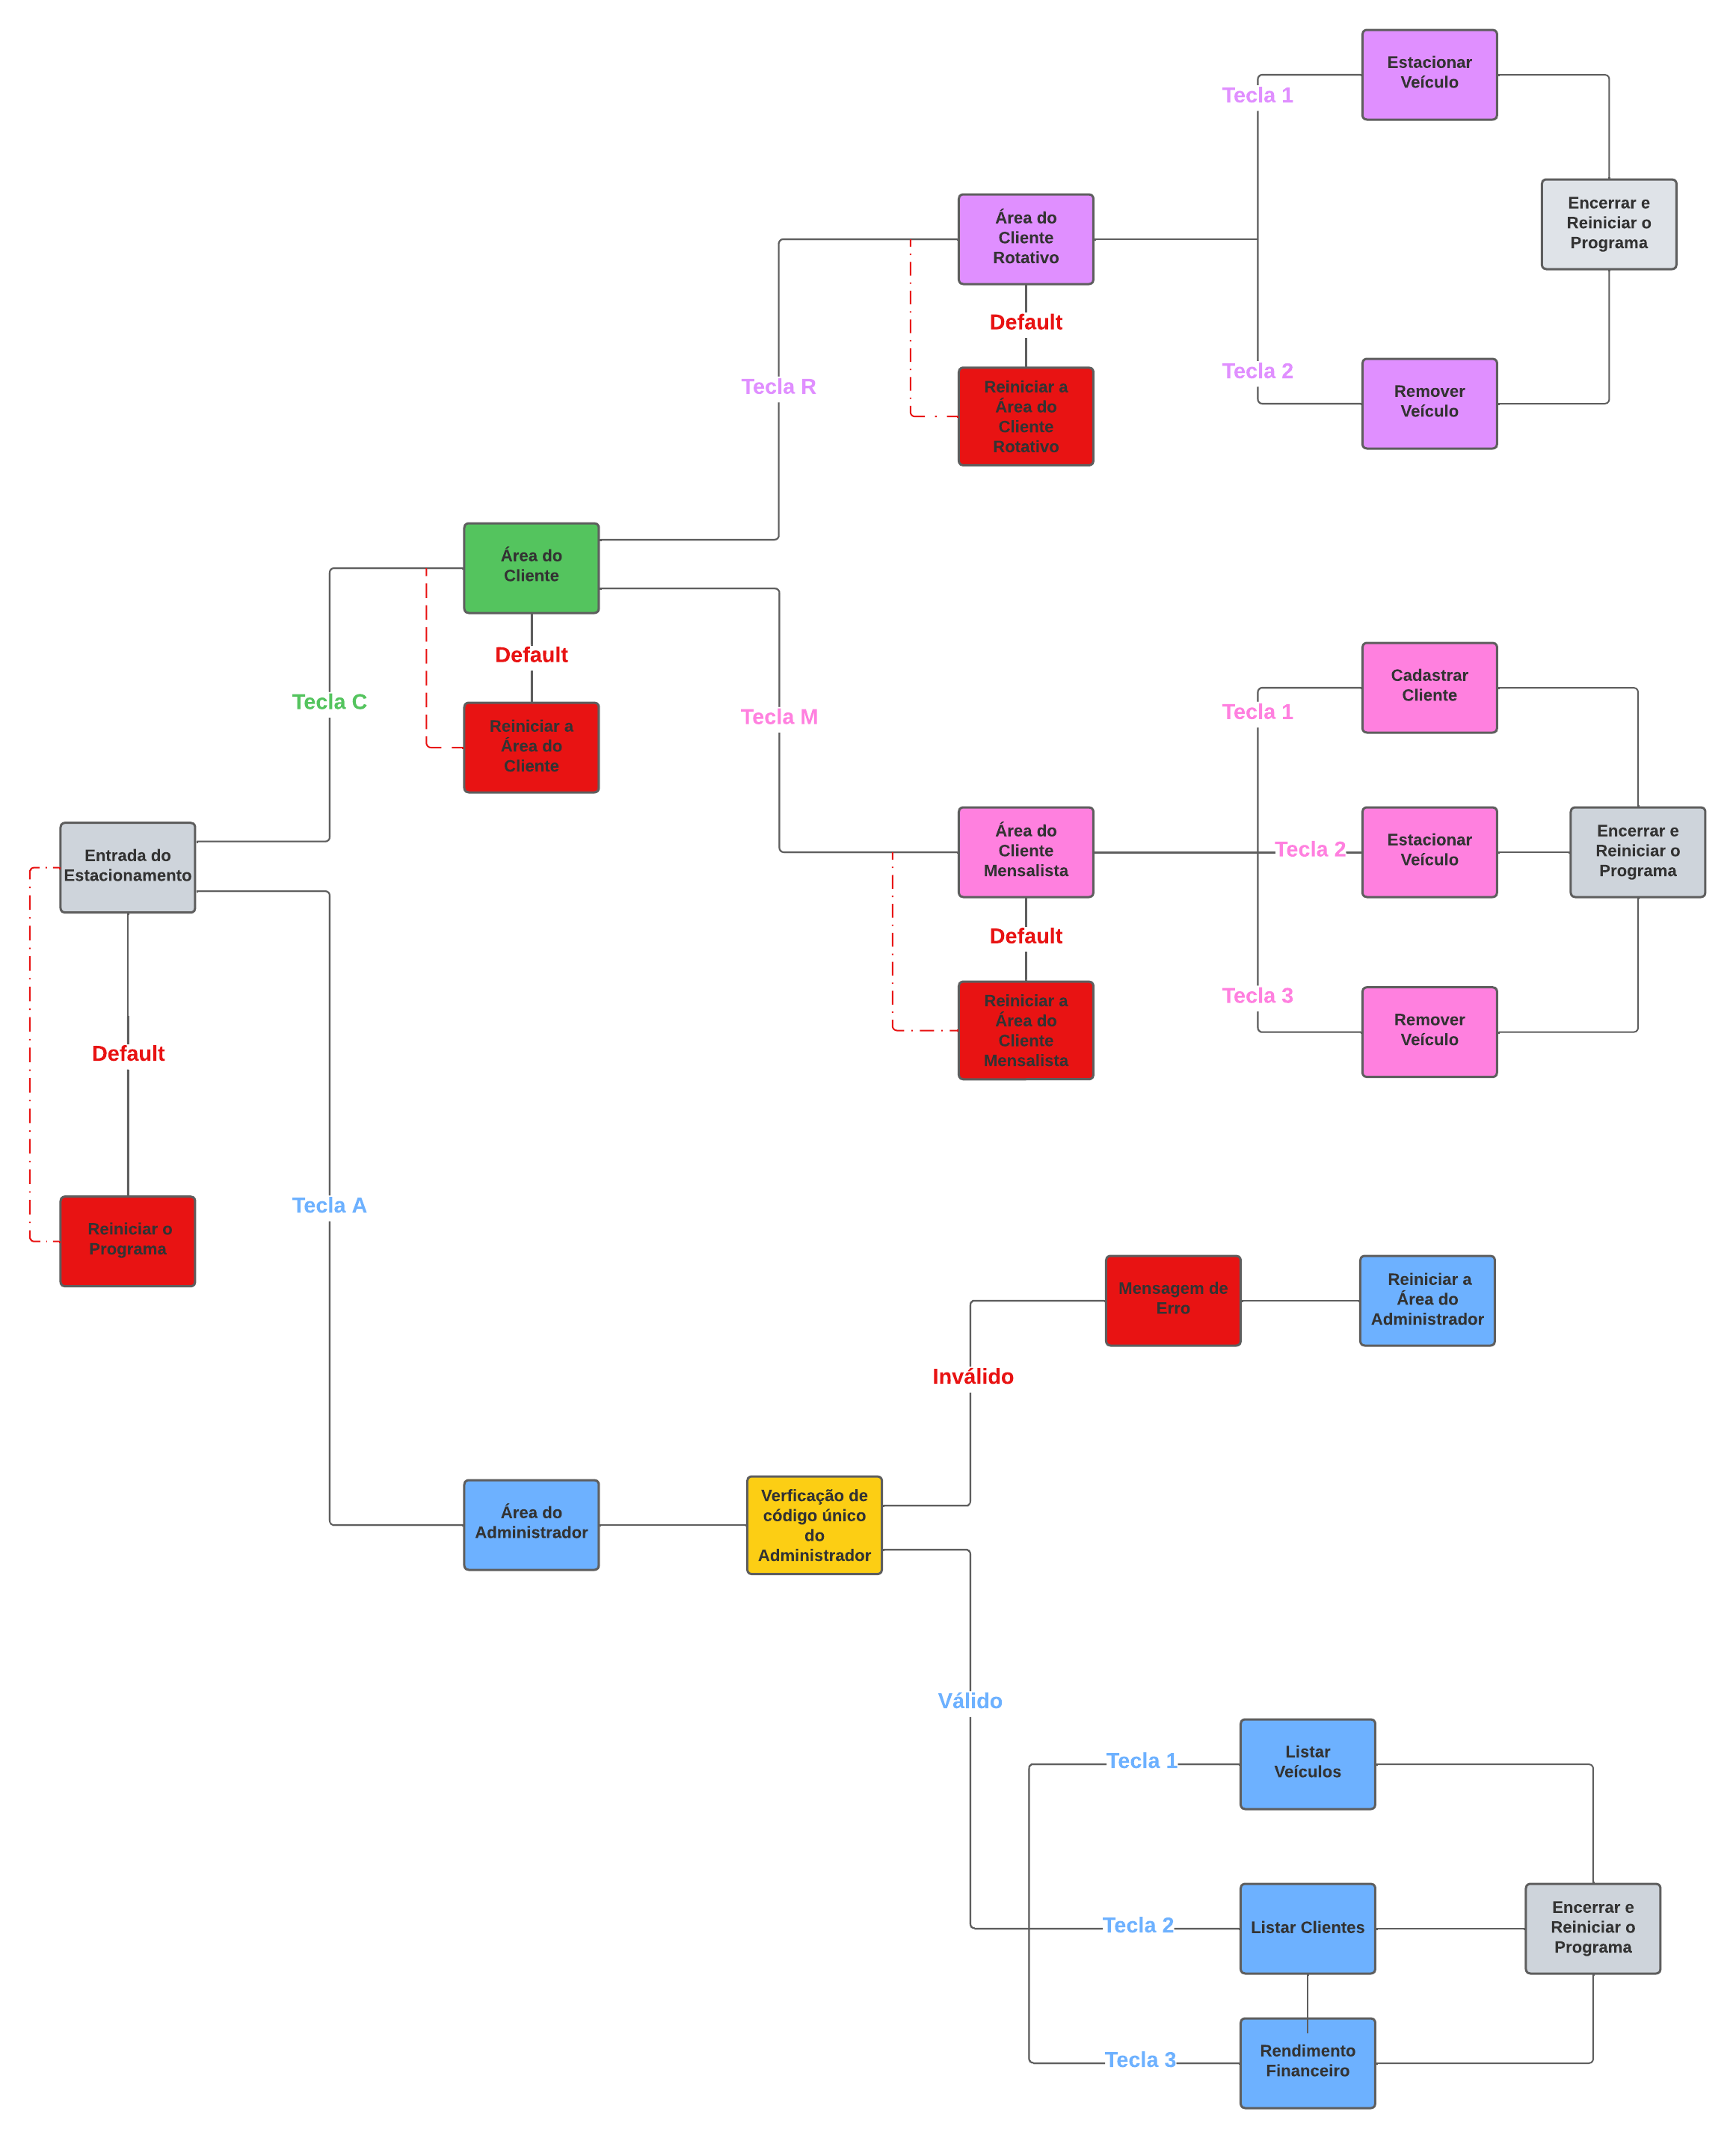 Estacionar
Veículo
Tecla 1
Encerrar e
Reiniciar o
Programa
Área do
Cliente
Rotativo
Default
Tecla 2
Tecla R
Reiniciar a
Área do
Cliente
Rotativo
Remover
Veículo
Área do
Cliente
Default
Tecla C
Reiniciar a
Área do
Cliente
Tecla M
Cadastrar
Cliente
Tecla 1
Entrada do
Estacionamento
Área do
Cliente
Mensalista
Tecla 2
Estacionar
Veículo
Encerrar e
Reiniciar o
Programa
Default
Reiniciar a
Área do
Cliente
Mensalista
Tecla 3
Remover
Veículo
Default
Reiniciar o
Programa
Tecla A
Mensagem de
Erro
Reiniciar a
Área do
Administrador
Inválido
Área do
Administrador
Verficação de
código único
do
Administrador
Válido
Tecla 1
Listar
Veículos
Tecla 2
Listar Clientes
Encerrar e
Reiniciar o
Programa
Tecla 3
Rendimento
Financeiro